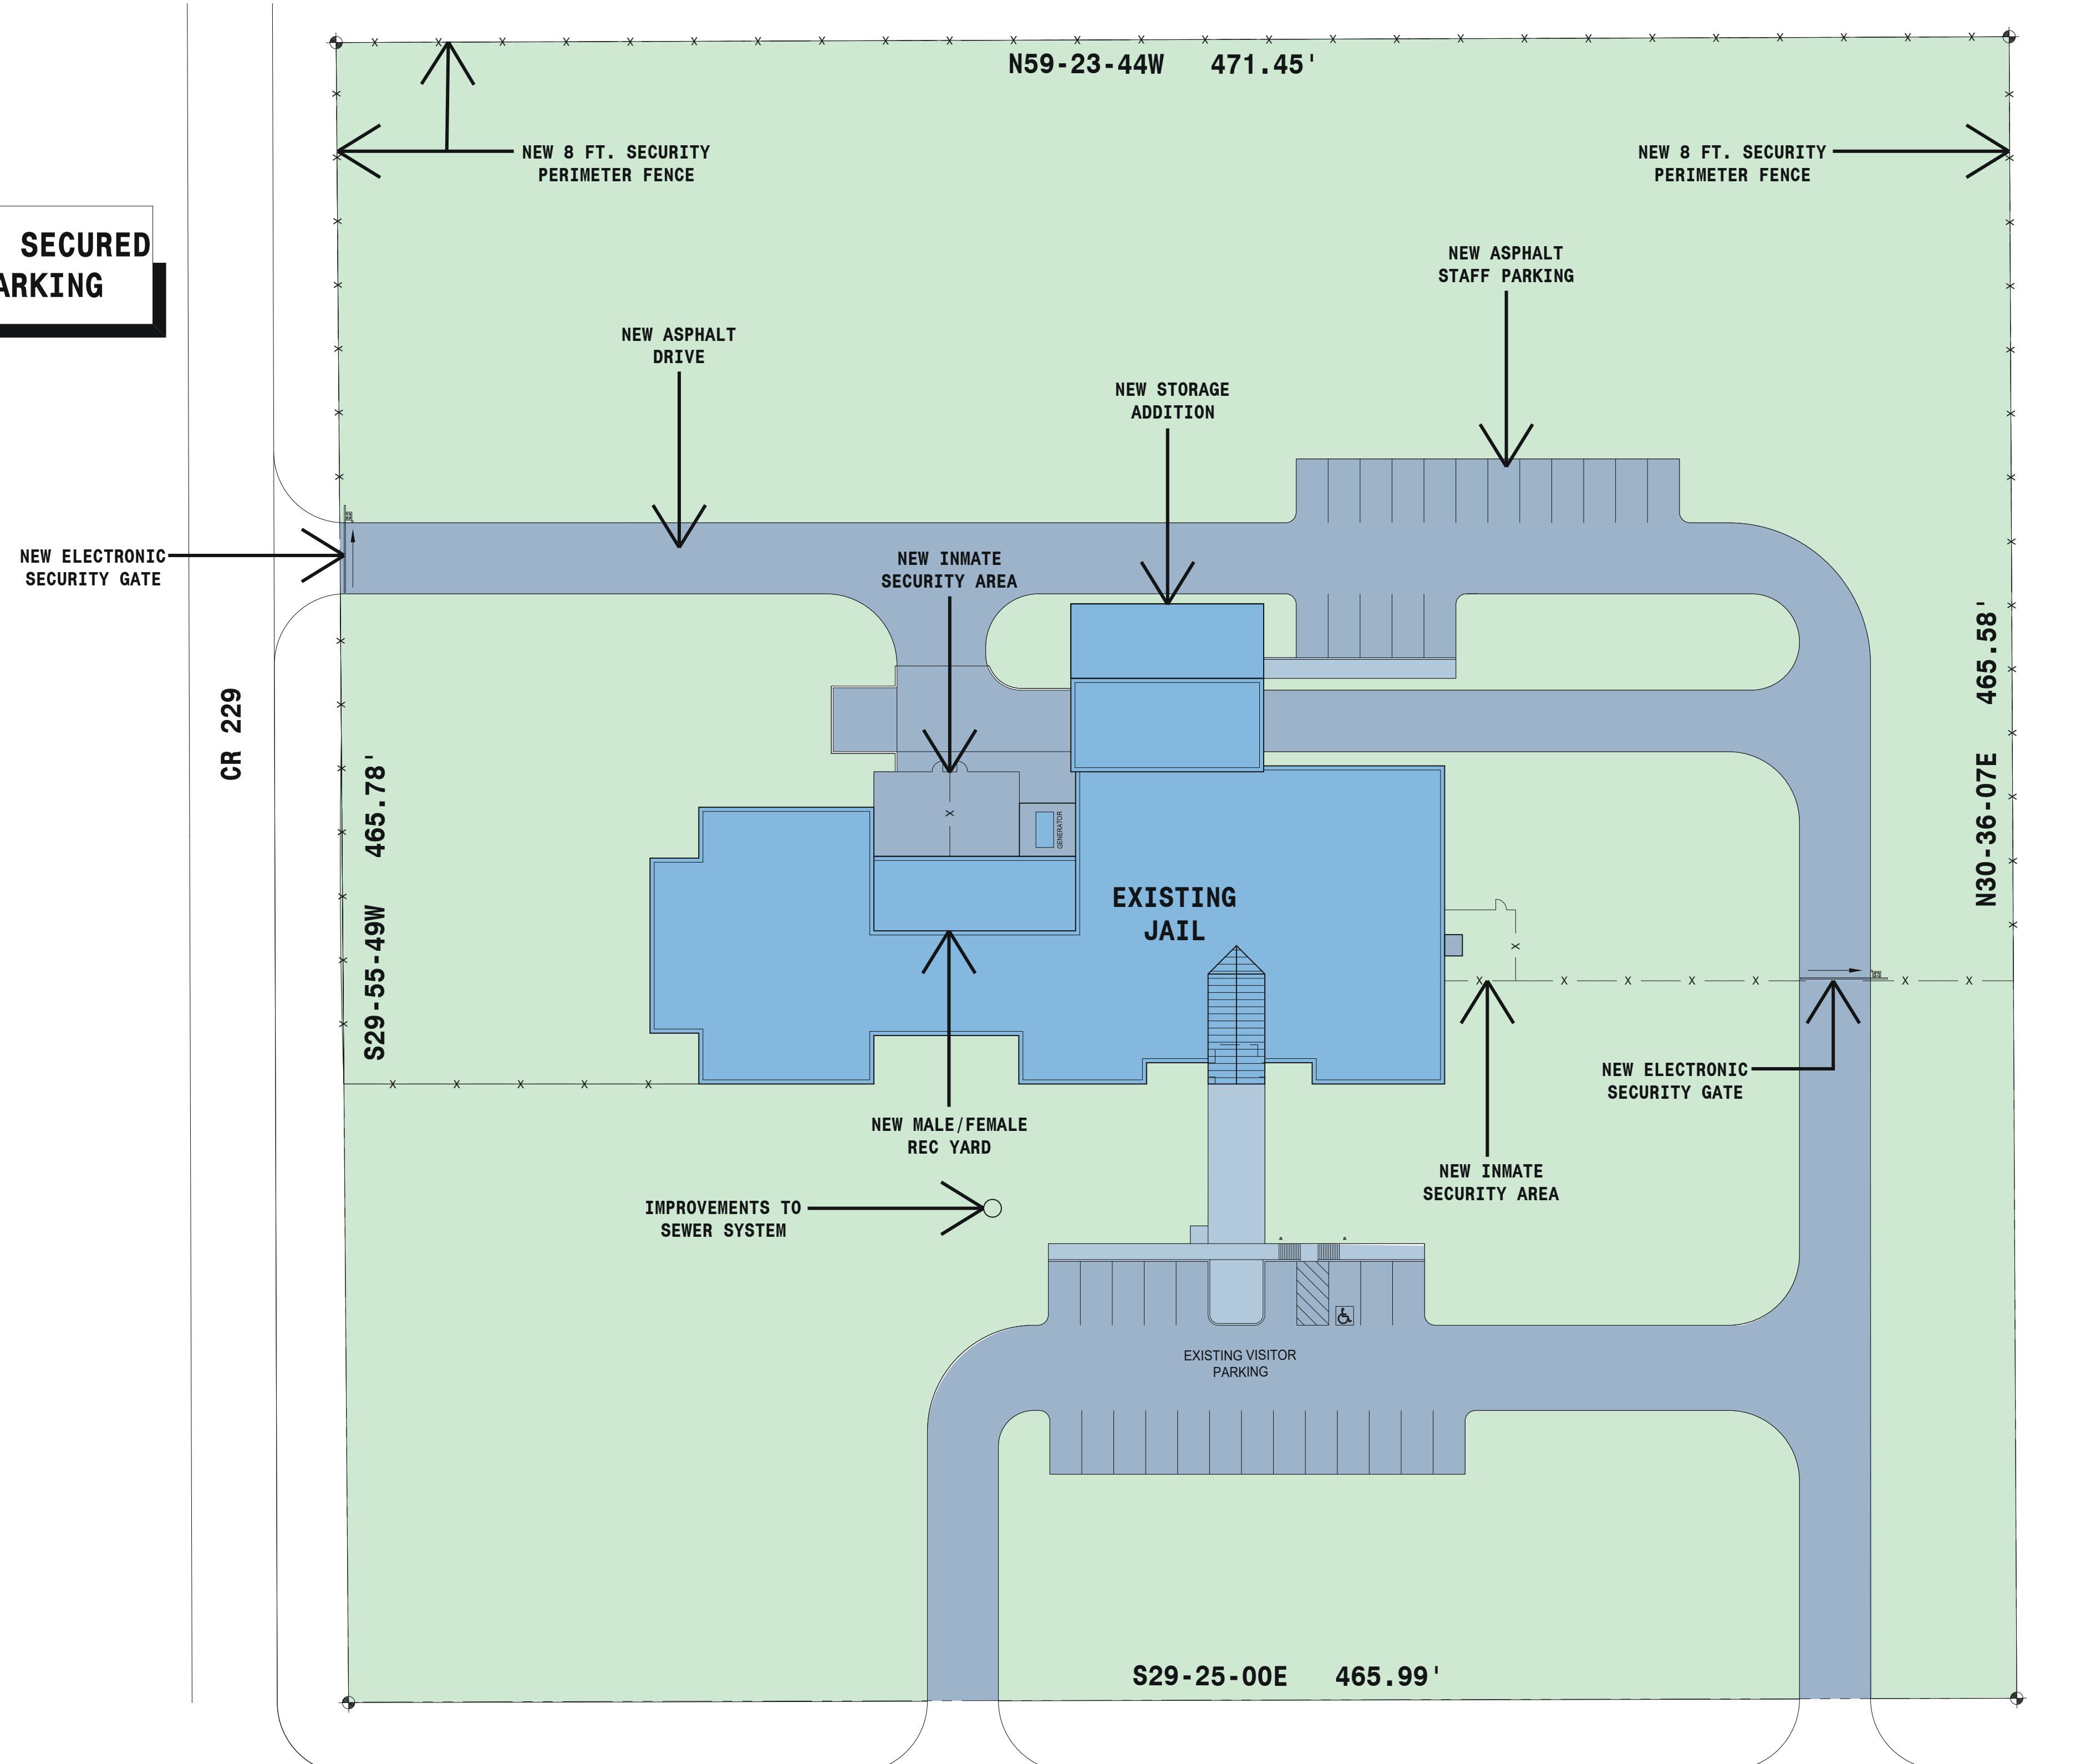 N59-23-44W 471.45'
NEW 8 FT. SECURITY
PERIMETER FENCE
NEW 8 FT. SECURITY
PERIMETER FENCE
SECURED
ARKING
NEW ASPHALT
STAFF PARKING
NEW ASPHALT
DRIVE
NEW STORAGE
ADDITION
NEW ELECTRONIC
SECURITY GATE
NEW INMATE
SECURITY AREA
CR 229
S29-55-49W 465.78'
N30-36-07E 465.58'
GENERATOR
EXISTING
JAIL
NEW ELECTRONIC
SECURITY GATE
NEW MALE/FEMALE
REC YARD
NEW INMATE
SECURITY AREA
IMPROVEMENTS TO
SEWER SYSTEM
EXISTING VISITOR
PARKING
S29-25-00E 465.99'